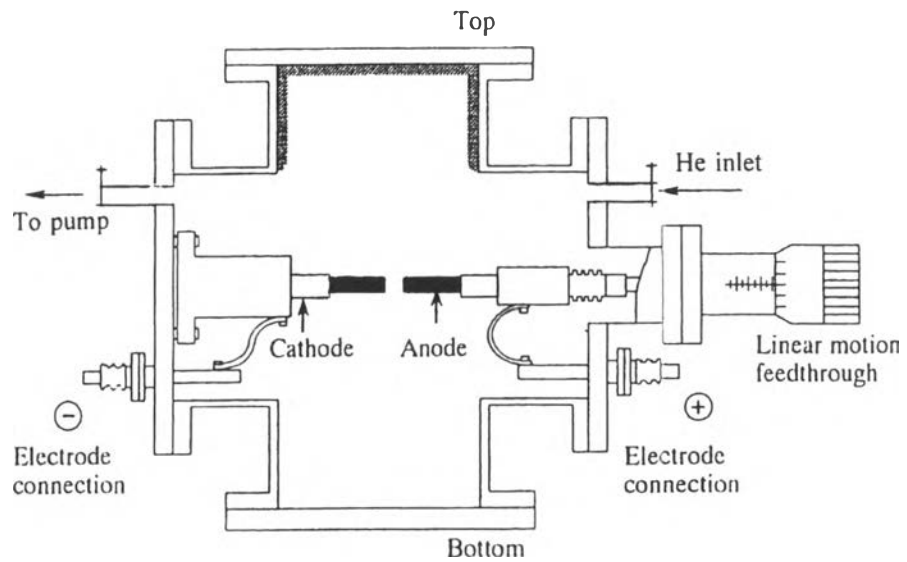 Top
He inlet
To pump
Cathode
Anode
Linear motion
feedthrough
−
+
Electrode
connection
Electrode
connection
Bottom